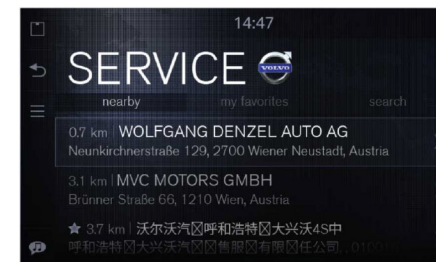 14:47
SERVICE VOLVO
nearby my favorites search
0.7 km | WOLFGANG DENZEL AUTO AG
Neunkirchnerstraße 129, 2700 Wiener Neustadt, Austria
3.1 km | MVC MOTORS GMBH
Brünner Straße 66, 1210 Wien, Austria
★ 3.7 km | 沃尔沃汽☒呼和浩特☒大兴沃4S中
呼和浩特☒大兴沃汽☒☒售服☒有限☒任公司,